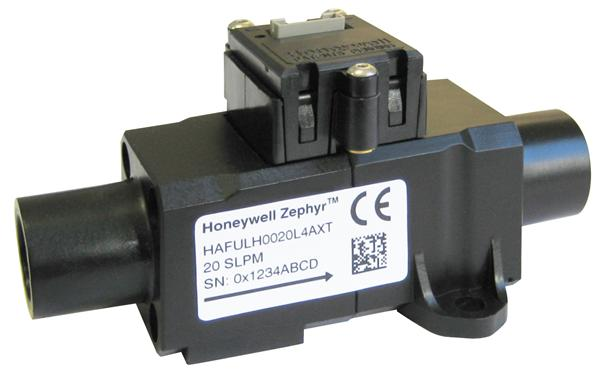 Honeywell Zephyr™
HAFULH0020L4AXT
20 SLPM
SN: 0x1234ABCD
CE